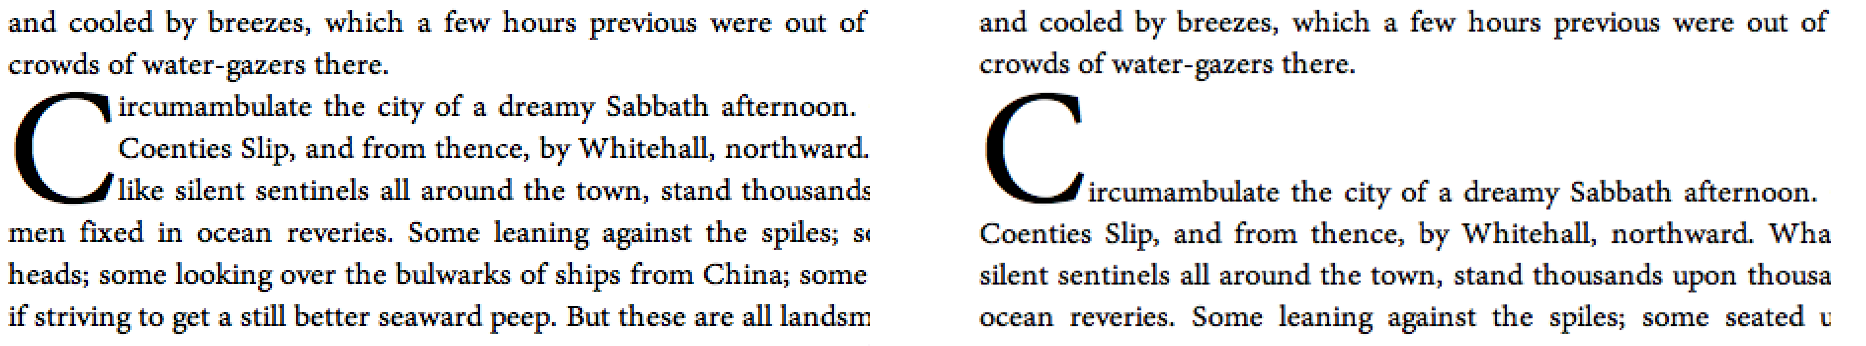 and cooled by breezes, which a few hours previous were out of
crowds of water-gazers there.
Circumambulate the city of a dreamy Sabbath afternoon.
Coenties Slip, and from thence, by Whitehall, northward.
like silent sentinels all around the town, stand thousands
men fixed in ocean reveries. Some leaning against the spiles;
heads; some looking over the bulwarks of ships from China; some
if striving to get a still better seaward peep. But these are all landsm
and cooled by breezes, which a few hours previous were out of
crowds of water-gazers there.
Circumambulate the city of a dreamy Sabbath afternoon.
Coenties Slip, and from thence, by Whitehall, northward. Wha
silent sentinels all around the town, stand thousands upon thousa
ocean reveries. Some leaning against the spiles; some seated